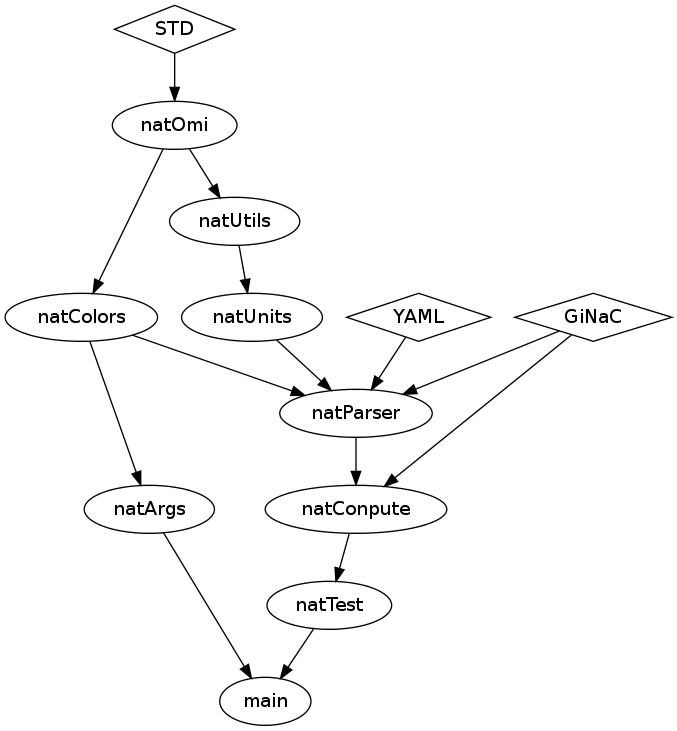 STD
natOmi
natUtils
natColors
natUnits
YAML
GiNaC
natParser
natArgs
natConpute
natTest
main